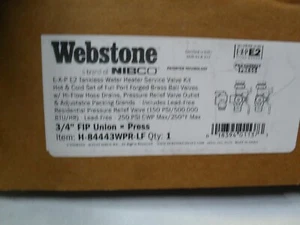 Webstone
a brand of NIBCO
E-X-P E2 Tankless Water Heater Service Valve Kit
Hot & Cold Set of Full Port Forged Brass Ball Valves
w/ Hi-Flow Hose Drains, Pressure Relief Valve Outlet
& Adjustable Packing Glands Includes Lead-Free
Residential Pressure Relief Valve (150 PSI/500,000
BTU/HR) Lead-Free 250 PSI CWP Max/250°F Max
3/4" FIP Union × Press
Item: H-84443WPR-LF Qty: 1
E2